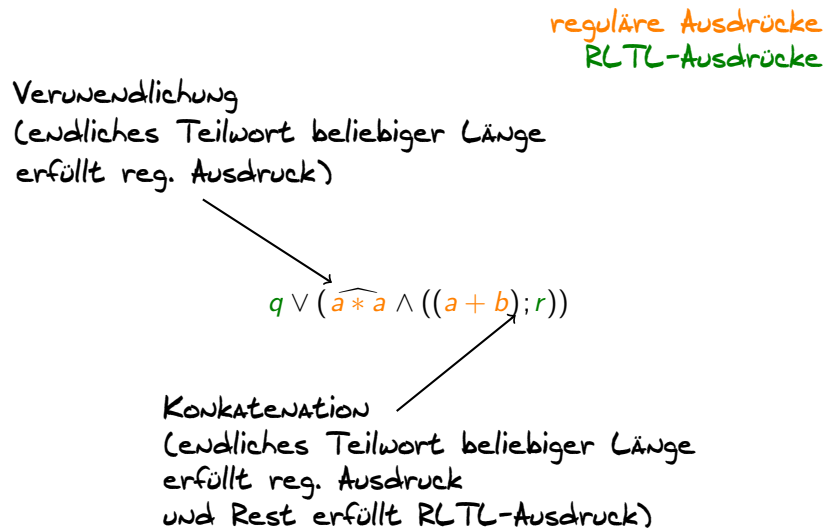 reguläre Ausdrücke
RLTL-Ausdrücke
Verunendlichung
(endliches Teilwort beliebiger Länge
erfüllt reg. Ausdruck)
q ∨ (\widehat{a * a} ∧ ((a + b); r))
Konkatenation
(endliches Teilwort beliebiger Länge
erfüllt reg. Ausdruck
und Rest erfüllt RLTL-Ausdruck)